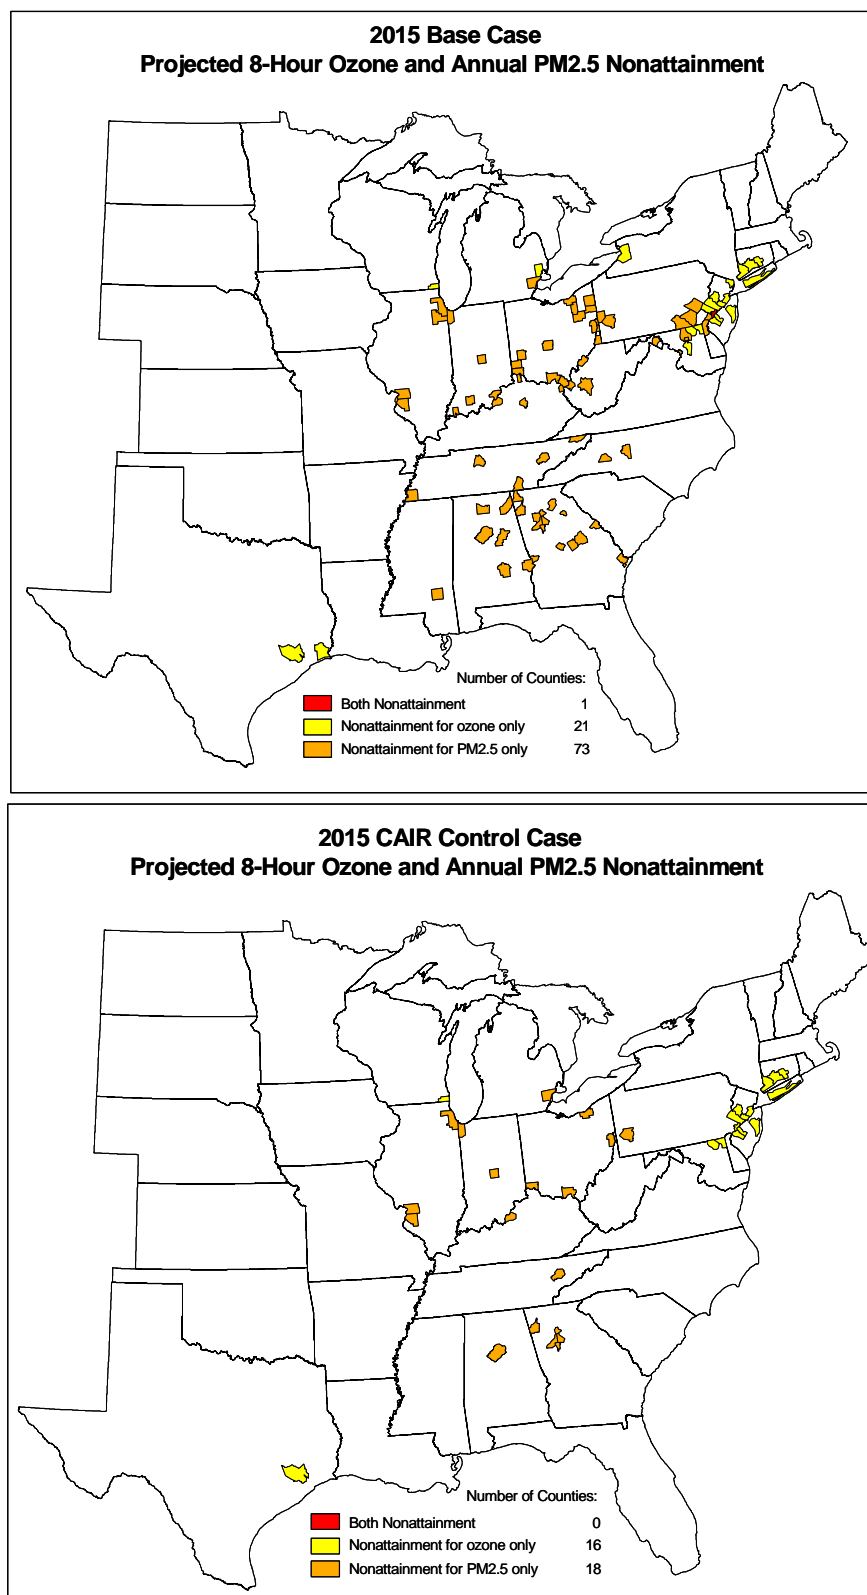 2015 Base Case
Projected 8-Hour Ozone and Annual PM2.5 Nonattainment
Number of Counties:
Both Nonattainment 1
Nonattainment for ozone only 21
Nonattainment for PM2.5 only 73
2015 CAIR Control Case
Projected 8-Hour Ozone and Annual PM2.5 Nonattainment
Number of Counties:
Both Nonattainment 0
Nonattainment for ozone only 16
Nonattainment for PM2.5 only 18